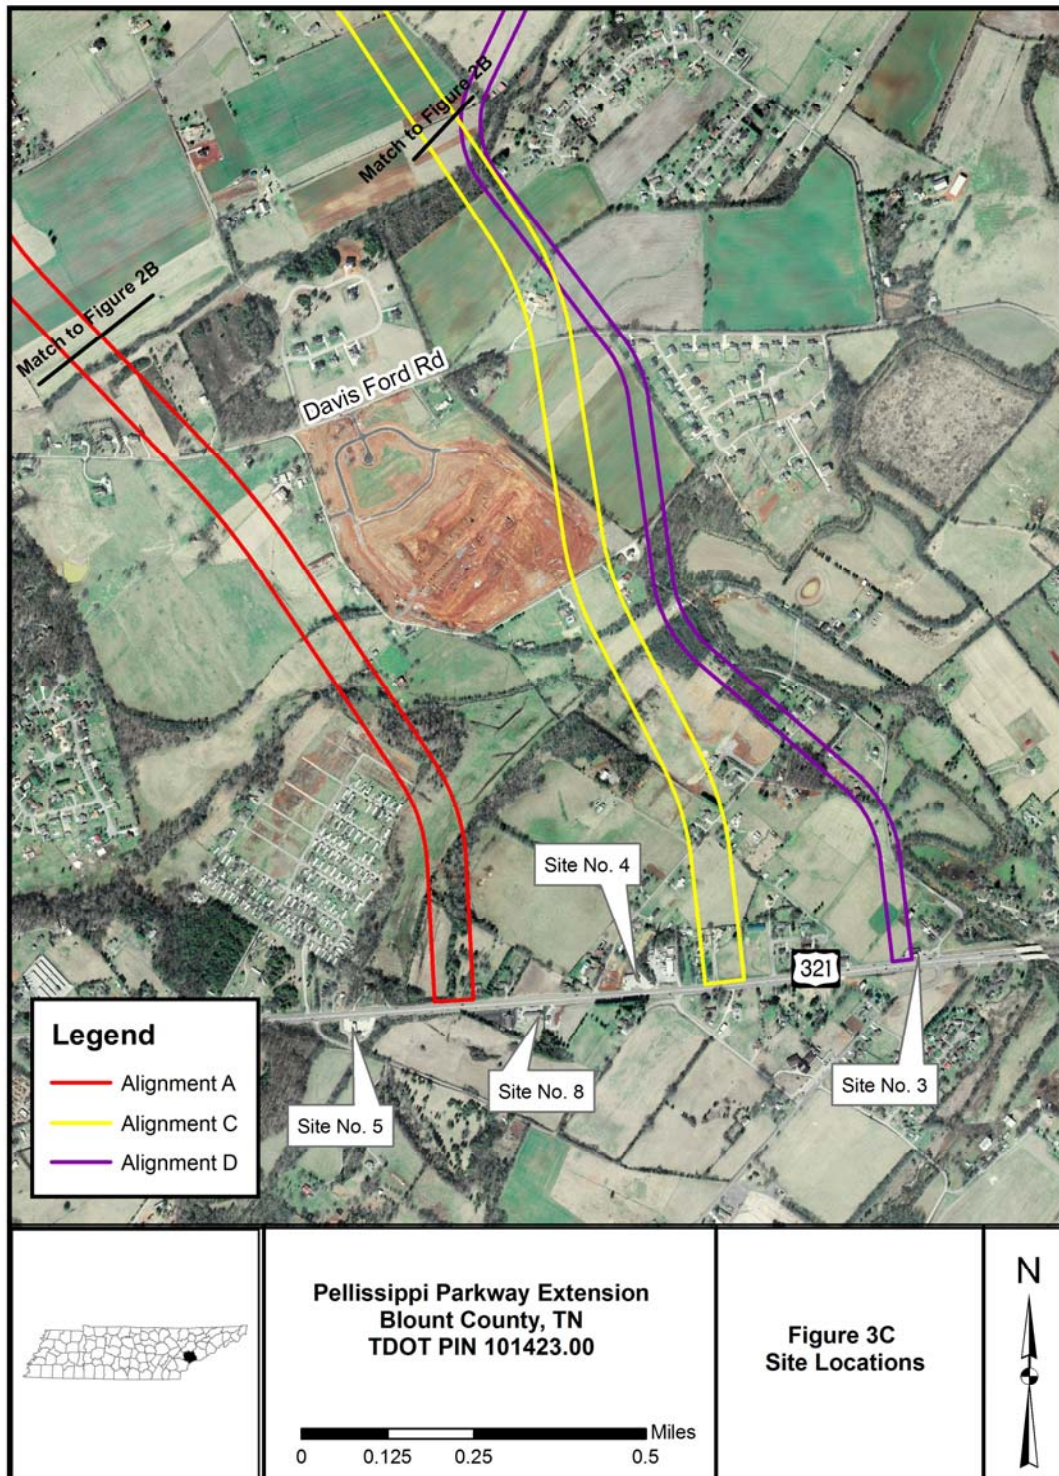 Match to Figure 2B
Match to Figure 2B
Davis Ford Rd
Site No. 4
321
Site No. 3
Site No. 8
Site No. 5
Legend
Alignment A
Alignment C
Alignment D
Pellissippi Parkway Extension
Blount County, TN
TDOT PIN 101423.00
Miles
0 0.125 0.25 0.5
Figure 3C
Site Locations
N